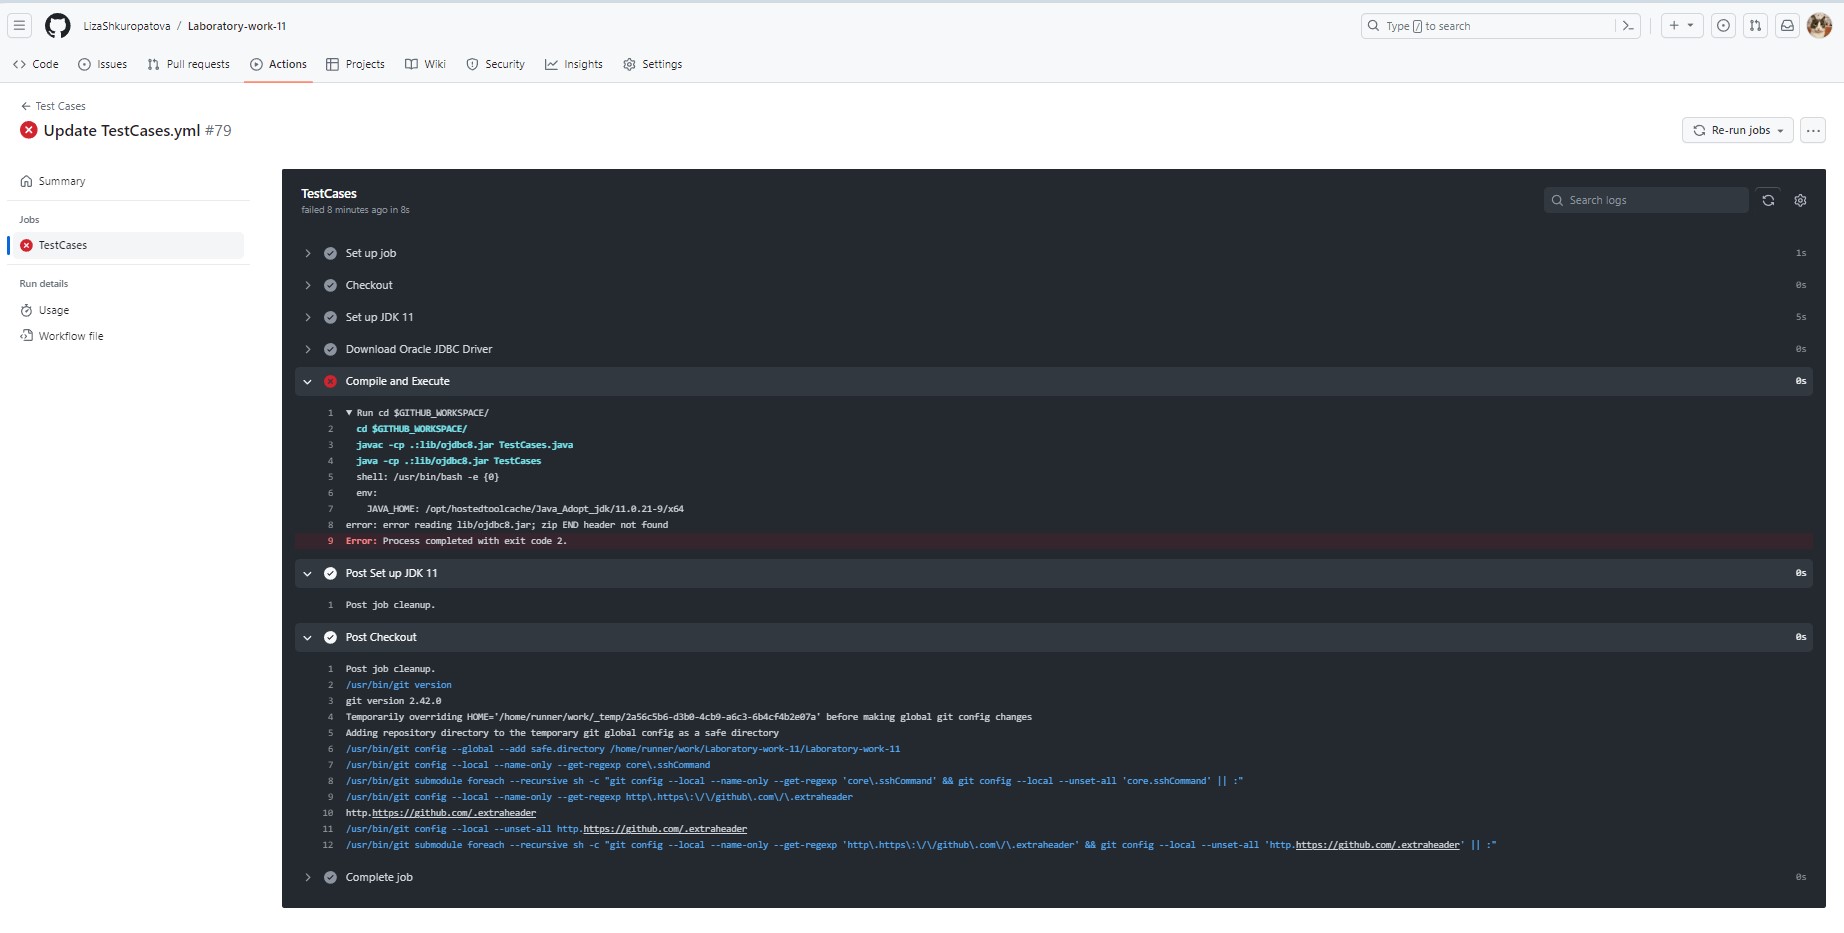 LizaShkuropatova / Laboratory-work-11
Type / to search
Code Issues Pull requests Actions Projects Wiki Security Insights Settings
Test Cases
Update TestCases.yml #79
Re-run jobs
Summary
Jobs
TestCases
Run details
Usage
Workflow file
TestCases
failed 8 minutes ago in 8s
Search logs
Set up job 1s
Checkout 0s
Set up JDK 11 5s
Download Oracle JDBC Driver 0s
Compile and Execute 0s
1 ▼ Run cd $GITHUB_WORKSPACE/
2 cd $GITHUB_WORKSPACE/
3 javac -cp .:lib/ojdbc8.jar TestCases.java
4 java -cp .:lib/ojdbc8.jar TestCases
5 shell: /usr/bin/bash -e {0}
6 env:
7 JAVA_HOME: /opt/hostedtoolcache/Java_Adopt_jdk/11.0.21-9/x64
8 error: error reading lib/ojdbc8.jar; zip END header not found
9 Error: Process completed with exit code 2.
Post Set up JDK 11 0s
1 Post job cleanup.
Post Checkout 0s
1 Post job cleanup.
2 /usr/bin/git version
3 git version 2.42.0
4 Temporarily overriding HOME='/home/runner/work/_temp/2a56c5b6-d3b0-4cb9-a6c3-6b4cf4b2e07a' before making global git config changes
5 Adding repository directory to the temporary git global config as a safe directory
6 /usr/bin/git config --global --add safe.directory /home/runner/work/Laboratory-work-11/Laboratory-work-11
7 /usr/bin/git config --local --name-only --get-regexp core\.sshCommand
8 /usr/bin/git submodule foreach --recursive sh -c "git config --local --name-only --get-regexp 'core\.sshCommand' && git config --local --unset-all 'core.sshCommand' || :"
9 /usr/bin/git config --local --name-only --get-regexp http\.https\:\/\/github\.com\/\.extraheader
10 http.https://github.com/.extraheader
11 /usr/bin/git config --local --unset-all http.https://github.com/.extraheader
12 /usr/bin/git submodule foreach --recursive sh -c "git config --local --name-only --get-regexp 'http\.https\:\/\/github\.com\/\.extraheader' && git config --local --unset-all 'http.https://github.com/.extraheader' || :"
Complete job 0s